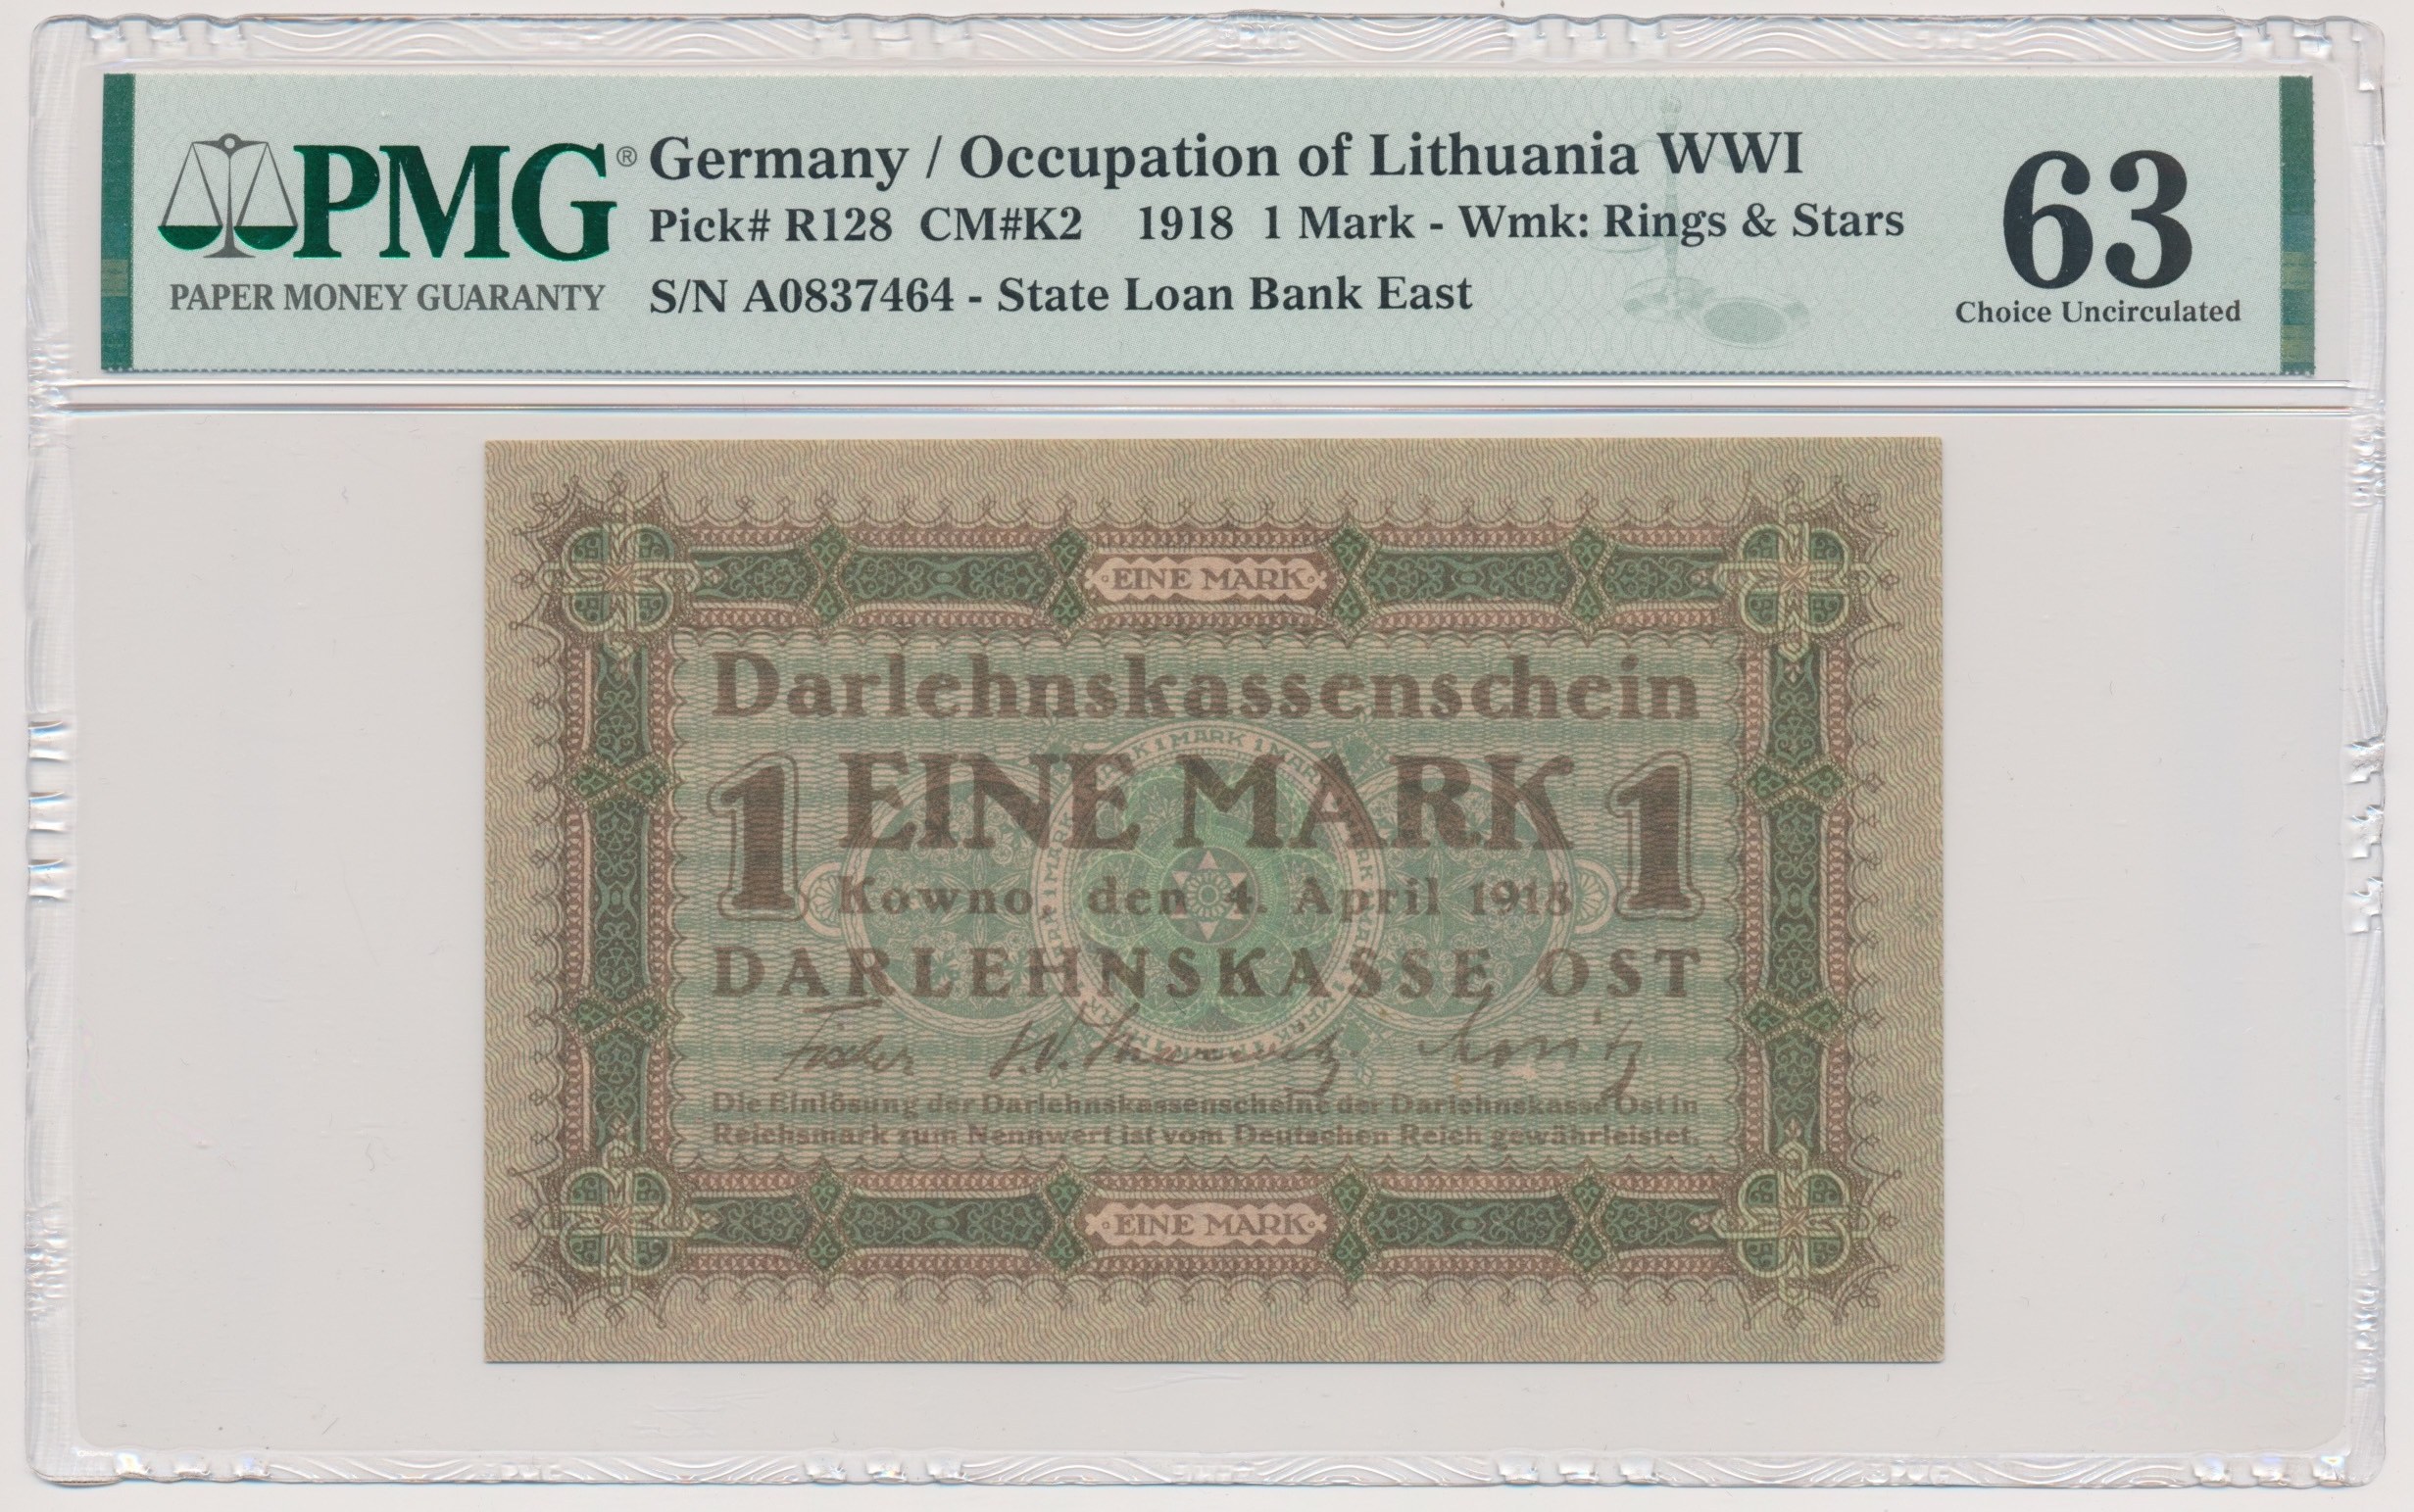 PMG®
PAPER MONEY GUARANTY
Germany / Occupation of Lithuania WWI
Pick# R128 CM#K2 1918 1 Mark - Wmk: Rings & Stars
S/N A0837464 - State Loan Bank East
63
Choice Uncirculated
EINE MARK
Darlehnskassenschein
1 EINE MARK 1
Kowno, den 4. April 1918
DARLEHNSKASSE OST
Fischer
Die Einlösung der Darlehnskassenscheine der Darlehnskasse Ost in
Reichsmark zum Nennwert ist vom Deutschen Reich gewährleistet.
EINE MARK